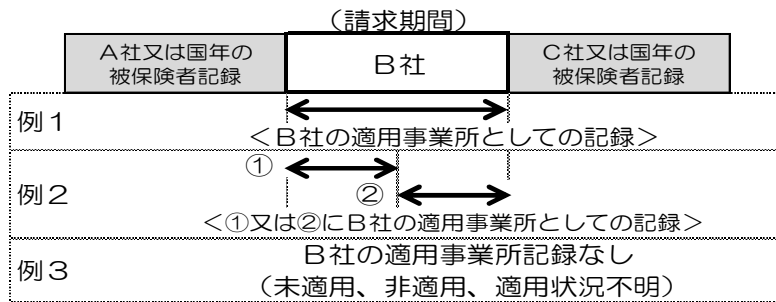 （請求期間）
Ａ社又は国年の
被保険者記録
Ｂ社
Ｃ社又は国年の
被保険者記録
例１
＜Ｂ社の適用事業所としての記録＞
①
②
例２
＜①又は②にＢ社の適用事業所としての記録＞
例３
Ｂ社の適用事業所記録なし
（未適用、非適用、適用状況不明）